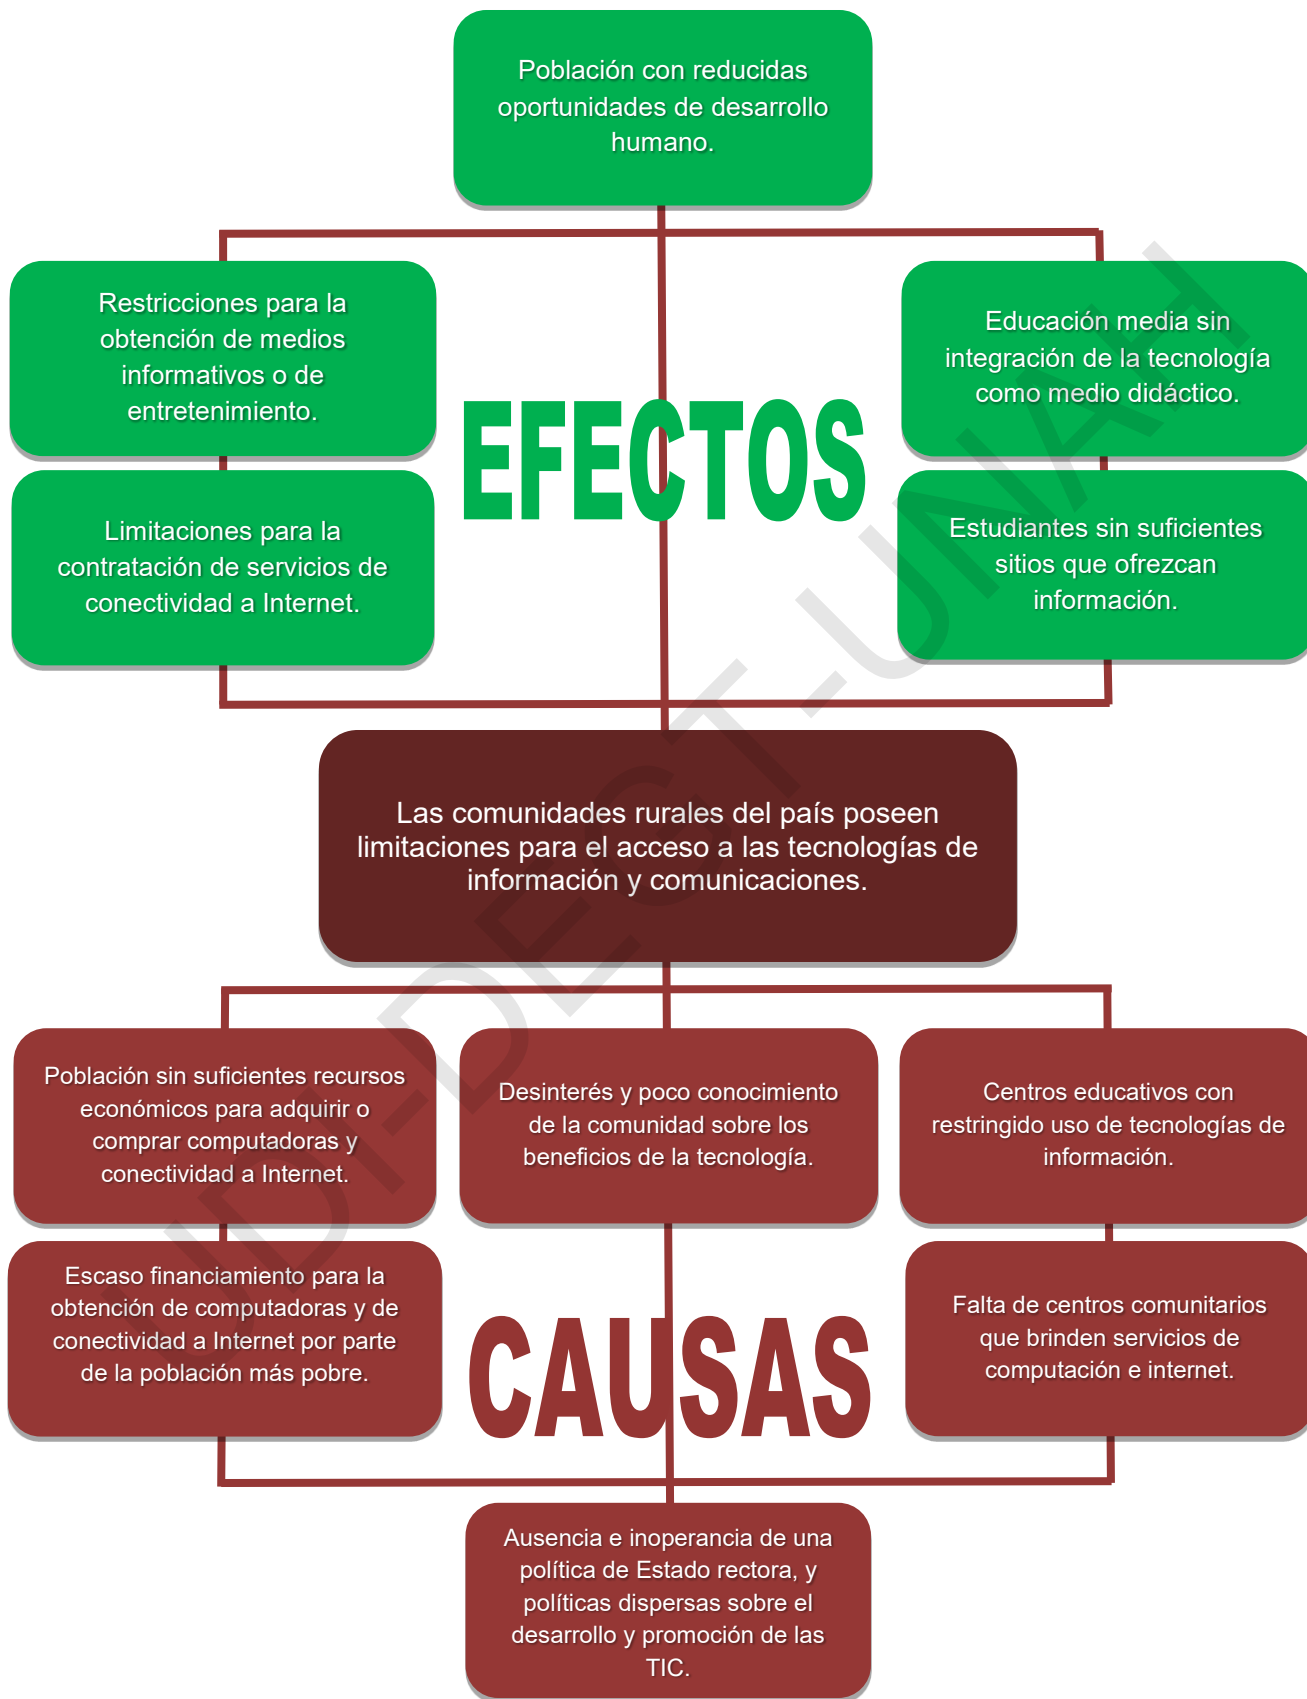 Población con reducidas
oportunidades de desarrollo
humano.
Restricciones para la
obtención de medios
informativos o de
entretenimiento.
Educación media sin
integración de la tecnología
como medio didáctico.
EFECTOS
Limitaciones para la
contratación de servicios de
conectividad a Internet.
Estudiantes sin suficientes
sitios que ofrezcan
información.
Las comunidades rurales del país poseen
limitaciones para el acceso a las tecnologías de
información y comunicaciones.
Población sin suficientes recursos
económicos para adquirir o
comprar computadoras y
conectividad a Internet.
Desinterés y poco conocimiento
de la comunidad sobre los
beneficios de la tecnología.
Centros educativos con
restringido uso de tecnologías de
información.
Escaso financiamiento para la
obtención de computadoras y de
conectividad a Internet por parte
de la población más pobre.
CAUSAS
Falta de centros comunitarios
que brinden servicios de
computación e internet.
Ausencia e inoperancia de una
política de Estado rectora, y
políticas dispersas sobre el
desarrollo y promoción de las
TIC.
UDI-DEGT-UNAH